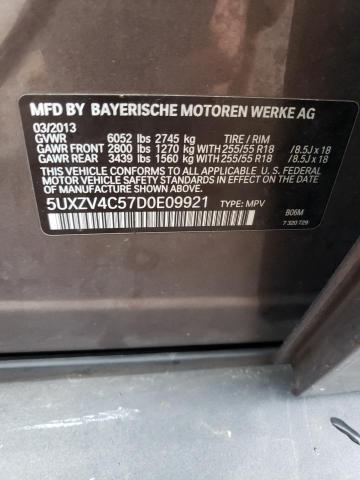 MFD BY BAYERISCHE MOTOREN WERKE AG
03/2013
GVWR 6052 lbs 2745 kg TIRE / RIM
GAWR FRONT 2800 lbs 1270 kg WITH 255/55 R18 /8.5J x 18
GAWR REAR 3439 lbs 1560 kg WITH 255/55 R18 /8.5J x 18
THIS VEHICLE CONFORMS TO ALL APPLICABLE U.S. FEDERAL
MOTOR VEHICLE SAFETY STANDARDS IN EFFECT ON THE DATE OF
MANUFACTURE SHOWN ABOVE.
5UXZV4C57D0E09921 TYPE: MPV
B06M
7 320 729